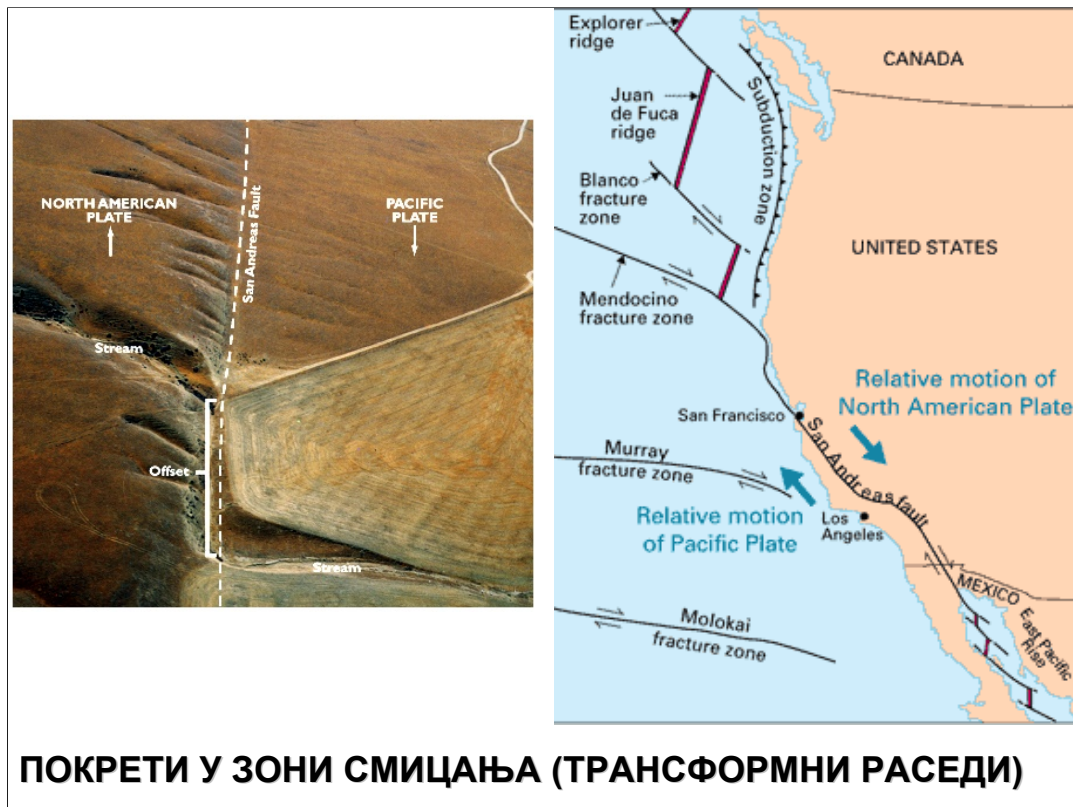 NORTH AMERICAN
PLATE
PACIFIC
PLATE
San Andreas Fault
Stream
Offset
Stream
Explorer
ridge
CANADA
Juan
de Fuca
ridge
Subduction zone
Blanco
fracture
zone
UNITED STATES
Mendocino
fracture zone
Relative motion of
North American Plate
San Francisco
San Andreas fault
Murray
fracture zone
Relative motion
of Pacific Plate
Los
Angeles
MEXICO
East Pacific
Rise
Molokai
fracture zone
ПОКРЕТИ У ЗОНИ СМИЦАЊА (ТРАНСФОРМНИ РАСЕДИ)